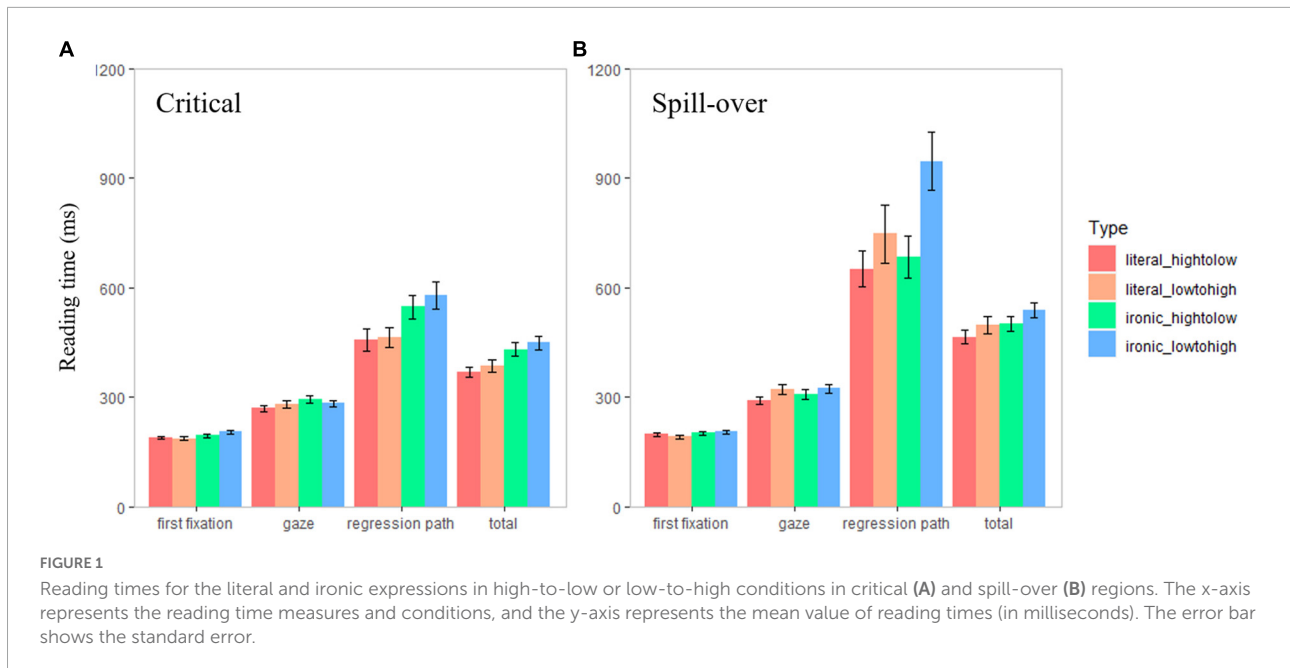 A
B
1200
900
600
300
0
Reading time (ms)
Critical
first fixation
gaze
regression path
total
1200
900
600
300
0
Spill-over
first fixation
gaze
regression path
total
Type
literal_hightolow
literal_lowtohigh
ironic_hightolow
ironic_lowtohigh
FIGURE 1
Reading times for the literal and ironic expressions in high-to-low or low-to-high conditions in critical (A) and spill-over (B) regions. The x-axis
represents the reading time measures and conditions, and the y-axis represents the mean value of reading times (in milliseconds). The error bar
shows the standard error.